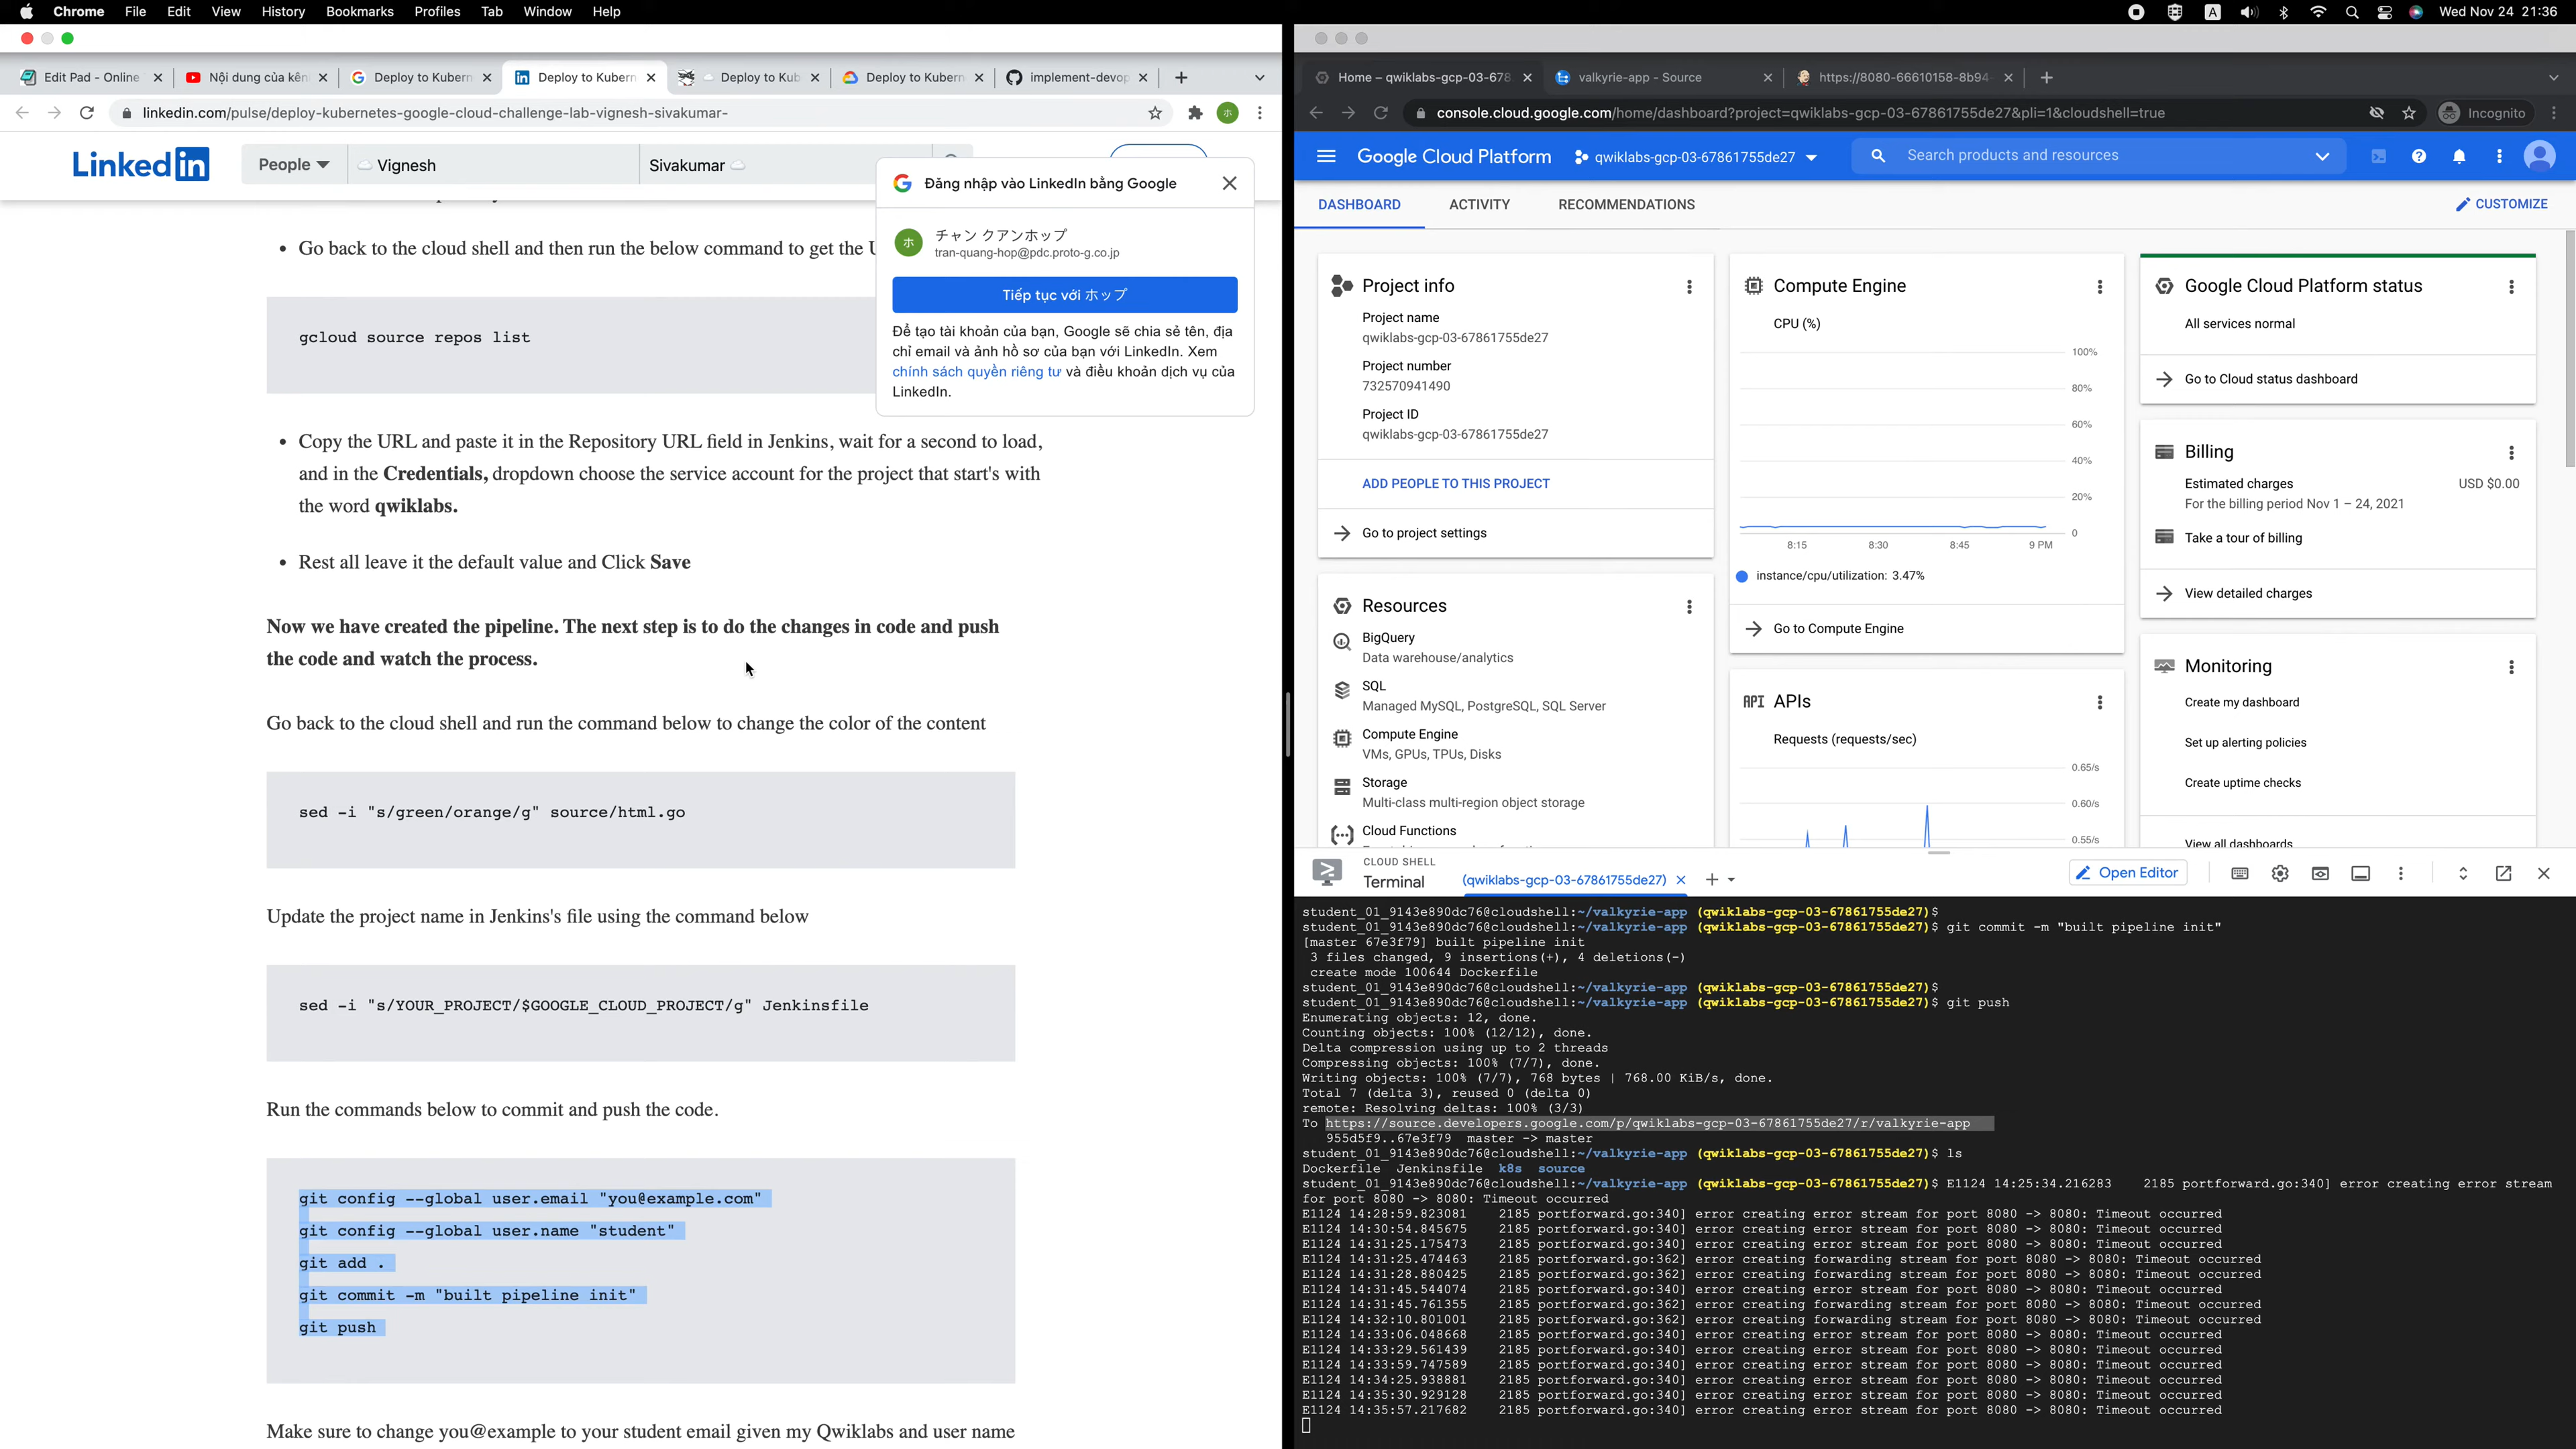 Chrome File Edit View History Bookmarks Profiles Tab Window Help
A Wed Nov 24 21:36
Edit Pad - Online
Nội dung của kên
Deploy to Kubern
Deploy to Kubern
Deploy to Kub
Deploy to Kubern
implement-devop
linkedin.com/pulse/deploy-kubernetes-google-cloud-challenge-lab-vignesh-sivakumar-
ホ
LinkedIn
People
Vignesh
Sivakumar
Đăng nhập vào LinkedIn bằng Google
ホ
チャン クアンホップ
tran-quang-hop@pdc.proto-g.co.jp
Tiếp tục với ホップ
Để tạo tài khoản của bạn, Google sẽ chia sẻ tên, địa
chỉ email và ảnh hồ sơ của bạn với LinkedIn. Xem
chính sách quyền riêng tư và điều khoản dịch vụ của
LinkedIn.
• Go back to the cloud shell and then run the below command to get the
gcloud source repos list
• Copy the URL and paste it in the Repository URL field in Jenkins, wait for a second to load,
and in the Credentials, dropdown choose the service account for the project that start's with
the word qwiklabs.
• Rest all leave it the default value and Click Save
Now we have created the pipeline. The next step is to do the changes in code and push
the code and watch the process.
Go back to the cloud shell and run the command below to change the color of the content
sed -i "s/green/orange/g" source/html.go
Update the project name in Jenkins's file using the command below
sed -i "s/YOUR_PROJECT/$GOOGLE_CLOUD_PROJECT/g" Jenkinsfile
Run the commands below to commit and push the code.
git config --global user.email "you@example.com"
git config --global user.name "student"
git add .
git commit -m "built pipeline init"
git push
Make sure to change you@example to your student email given my Qwiklabs and user name
Home – qwiklabs-gcp-03-678
valkyrie-app - Source
https://8080-66610158-8b94-
console.cloud.google.com/home/dashboard?project=qwiklabs-gcp-03-67861755de27&pli=1&cloudshell=true
Incognito
Google Cloud Platform
qwiklabs-gcp-03-67861755de27
Search products and resources
DASHBOARD
ACTIVITY
RECOMMENDATIONS
CUSTOMIZE
Project info
Project name
qwiklabs-gcp-03-67861755de27
Project number
732570941490
Project ID
qwiklabs-gcp-03-67861755de27
ADD PEOPLE TO THIS PROJECT
Go to project settings
Resources
BigQuery
Data warehouse/analytics
SQL
Managed MySQL, PostgreSQL, SQL Server
Compute Engine
VMs, GPUs, TPUs, Disks
Storage
Multi-class multi-region object storage
Cloud Functions
Compute Engine
CPU (%)
100%
80%
60%
40%
20%
0
8:15 8:30 8:45 9 PM
instance/cpu/utilization: 3.47%
Go to Compute Engine
API APIs
Requests (requests/sec)
0.65/s
0.60/s
0.55/s
Google Cloud Platform status
All services normal
Go to Cloud status dashboard
Billing
Estimated charges USD $0.00
For the billing period Nov 1 – 24, 2021
Take a tour of billing
View detailed charges
Monitoring
Create my dashboard
Set up alerting policies
Create uptime checks
View all dashboards
CLOUD SHELL
Terminal
(qwiklabs-gcp-03-67861755de27)
Open Editor
student_01_9143e890dc76@cloudshell:~/valkyrie-app (qwiklabs-gcp-03-67861755de27)$
student_01_9143e890dc76@cloudshell:~/valkyrie-app (qwiklabs-gcp-03-67861755de27)$ git commit -m "built pipeline init"
[master 67e3f79] built pipeline init
3 files changed, 9 insertions(+), 4 deletions(-)
create mode 100644 Dockerfile
student_01_9143e890dc76@cloudshell:~/valkyrie-app (qwiklabs-gcp-03-67861755de27)$
student_01_9143e890dc76@cloudshell:~/valkyrie-app (qwiklabs-gcp-03-67861755de27)$ git push
Enumerating objects: 12, done.
Counting objects: 100% (12/12), done.
Delta compression using up to 2 threads
Compressing objects: 100% (7/7), done.
Writing objects: 100% (7/7), 768 bytes | 768.00 KiB/s, done.
Total 7 (delta 3), reused 0 (delta 0)
remote: Resolving deltas: 100% (3/3)
To https://source.developers.google.com/p/qwiklabs-gcp-03-67861755de27/r/valkyrie-app
955d5f9..67e3f79 master -> master
student_01_9143e890dc76@cloudshell:~/valkyrie-app (qwiklabs-gcp-03-67861755de27)$ ls
Dockerfile Jenkinsfile k8s source
student_01_9143e890dc76@cloudshell:~/valkyrie-app (qwiklabs-gcp-03-67861755de27)$ E1124 14:25:34.216283 2185 portforward.go:340] error creating error stream
for port 8080 -> 8080: Timeout occurred
E1124 14:28:59.823081 2185 portforward.go:340] error creating error stream for port 8080 -> 8080: Timeout occurred
E1124 14:30:54.845675 2185 portforward.go:340] error creating error stream for port 8080 -> 8080: Timeout occurred
E1124 14:31:25.175473 2185 portforward.go:340] error creating error stream for port 8080 -> 8080: Timeout occurred
E1124 14:31:25.474463 2185 portforward.go:362] error creating forwarding stream for port 8080 -> 8080: Timeout occurred
E1124 14:31:28.880425 2185 portforward.go:362] error creating forwarding stream for port 8080 -> 8080: Timeout occurred
E1124 14:31:45.544074 2185 portforward.go:340] error creating error stream for port 8080 -> 8080: Timeout occurred
E1124 14:31:45.761355 2185 portforward.go:362] error creating forwarding stream for port 8080 -> 8080: Timeout occurred
E1124 14:32:10.801001 2185 portforward.go:362] error creating forwarding stream for port 8080 -> 8080: Timeout occurred
E1124 14:33:06.048668 2185 portforward.go:340] error creating error stream for port 8080 -> 8080: Timeout occurred
E1124 14:33:29.561439 2185 portforward.go:340] error creating error stream for port 8080 -> 8080: Timeout occurred
E1124 14:33:59.747589 2185 portforward.go:340] error creating error stream for port 8080 -> 8080: Timeout occurred
E1124 14:34:25.938881 2185 portforward.go:340] error creating error stream for port 8080 -> 8080: Timeout occurred
E1124 14:35:30.929128 2185 portforward.go:340] error creating error stream for port 8080 -> 8080: Timeout occurred
E1124 14:35:57.217682 2185 portforward.go:340] error creating error stream for port 8080 -> 8080: Timeout occurred